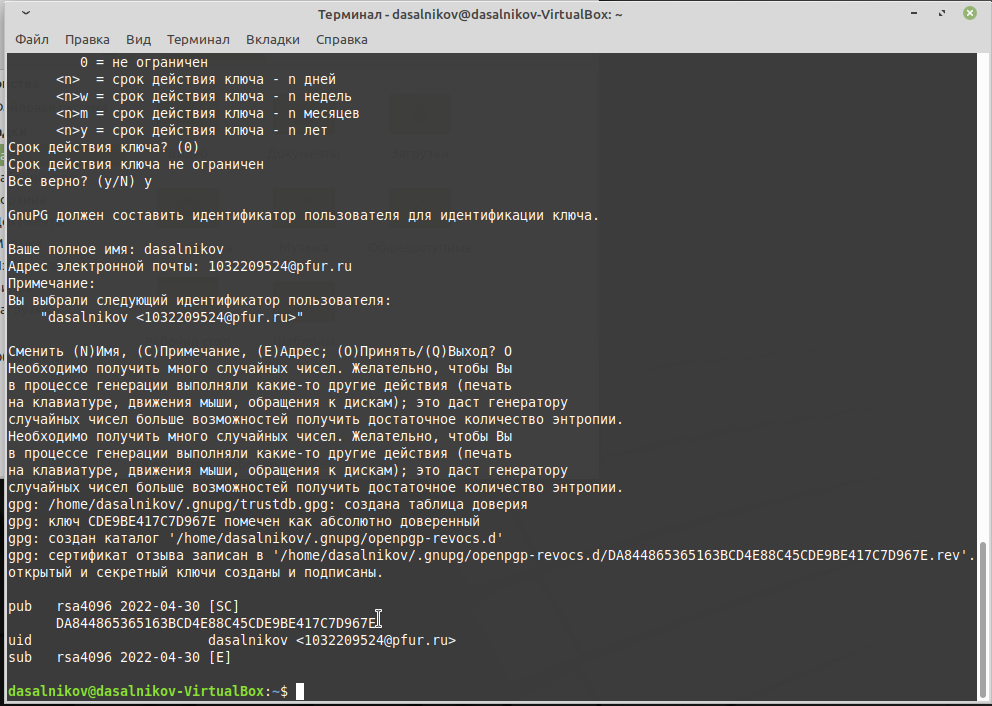 Терминал - dasalnikov@dasalnikov-VirtualBox: ~
Файл Правка Вид Терминал Вкладки Справка
0 = не ограничен
<n>  = срок действия ключа - n дней
<n>w = срок действия ключа - n недель
<n>m = срок действия ключа - n месяцев
<n>y = срок действия ключа - n лет
Срок действия ключа? (0)
Срок действия ключа не ограничен
Все верно? (y/N) y
GnuPG должен составить идентификатор пользователя для идентификации ключа.
Ваше полное имя: dasalnikov
Адрес электронной почты: 1032209524@pfur.ru
Примечание:
Вы выбрали следующий идентификатор пользователя:
"dasalnikov <1032209524@pfur.ru>"
Сменить (N)Имя, (C)Примечание, (E)Адрес; (O)Принять/(Q)Выход? O
Необходимо получить много случайных чисел. Желательно, чтобы Вы
в процессе генерации выполняли какие-то другие действия (печать
на клавиатуре, движения мыши, обращения к дискам); это даст генератору
случайных чисел больше возможностей получить достаточное количество энтропии.
Необходимо получить много случайных чисел. Желательно, чтобы Вы
в процессе генерации выполняли какие-то другие действия (печать
на клавиатуре, движения мыши, обращения к дискам); это даст генератору
случайных чисел больше возможностей получить достаточное количество энтропии.
gpg: /home/dasalnikov/.gnupg/trustdb.gpg: создана таблица доверия
gpg: ключ CDE9BE417C7D967E помечен как абсолютно доверенный
gpg: создан каталог '/home/dasalnikov/.gnupg/openpgp-revocs.d'
gpg: сертификат отзыва записан в '/home/dasalnikov/.gnupg/openpgp-revocs.d/DA844865365163BCD4E88C45CDE9BE417C7D967E.rev'.
открытый и секретный ключи созданы и подписаны.
pub   rsa4096 2022-04-30 [SC]
DA844865365163BCD4E88C45CDE9BE417C7D967E
uid                      dasalnikov <1032209524@pfur.ru>
sub   rsa4096 2022-04-30 [E]
dasalnikov@dasalnikov-VirtualBox:~$